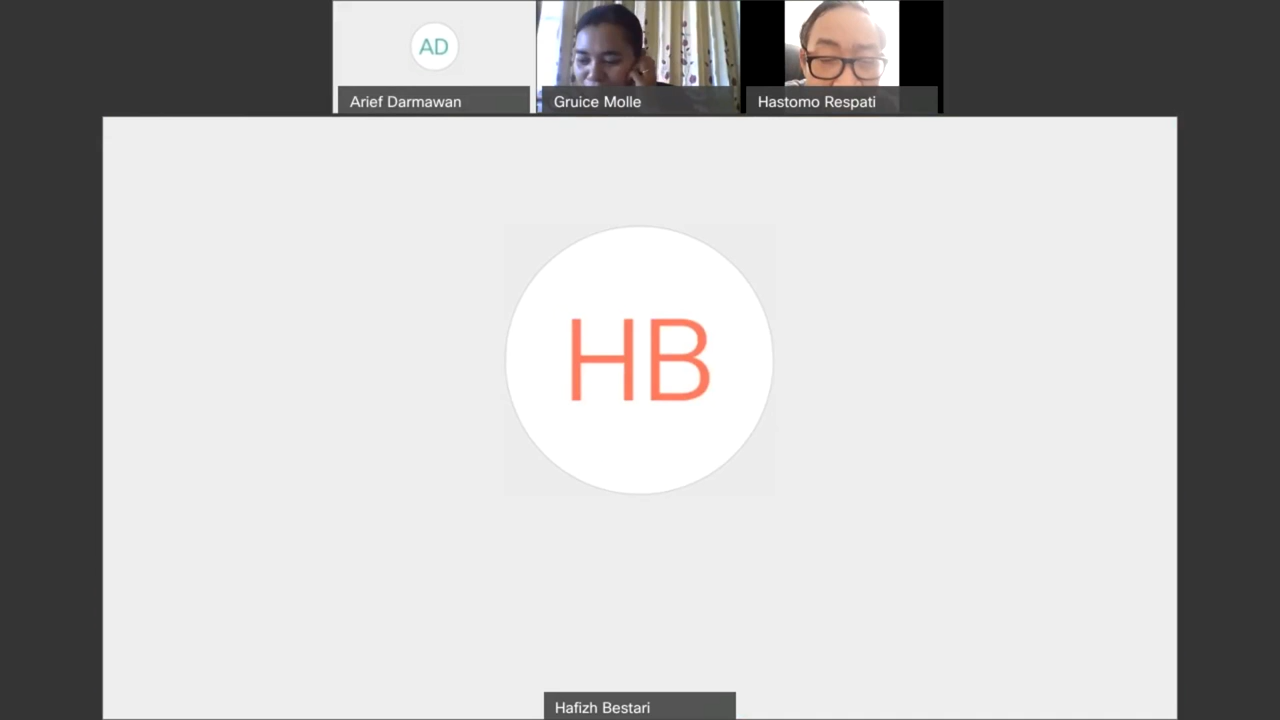 AD
Arief Darmawan
Gruice Molle
Hastomo Respati
HB
Hafizh Bestari